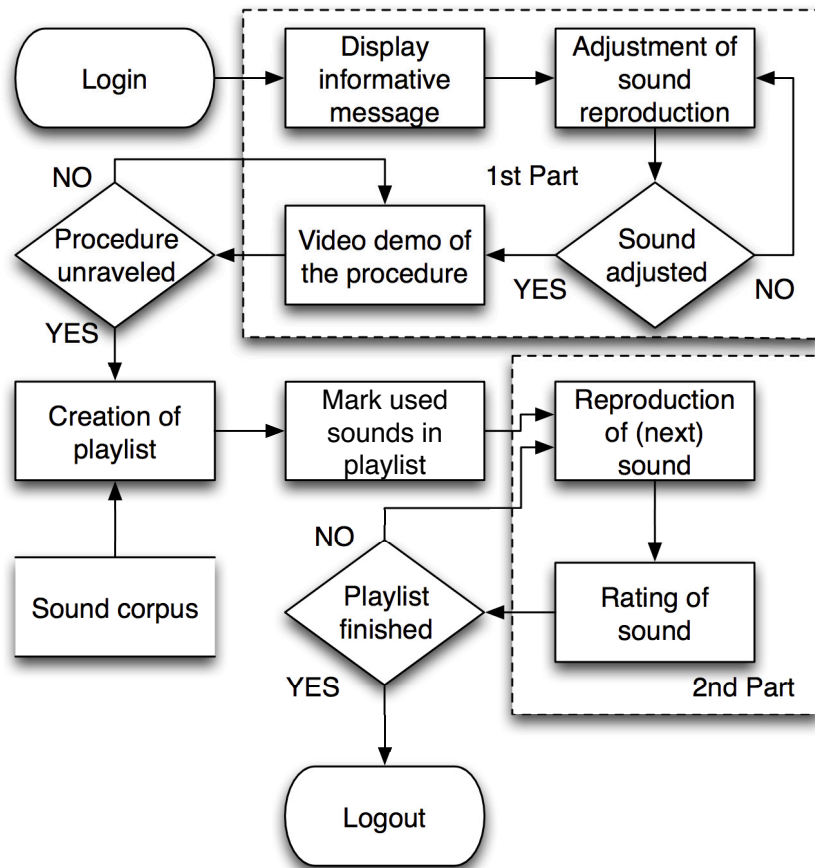 Login
Display
informative
message
Adjustment of
sound
reproduction
1st Part
NO
Procedure
unraveled
YES
Video demo of
the procedure
YES
Sound
adjusted
NO
Creation of
playlist
Mark used
sounds in
playlist
Reproduction
of (next)
sound
Sound corpus
NO
Playlist
finished
YES
Rating of
sound
2nd Part
Logout